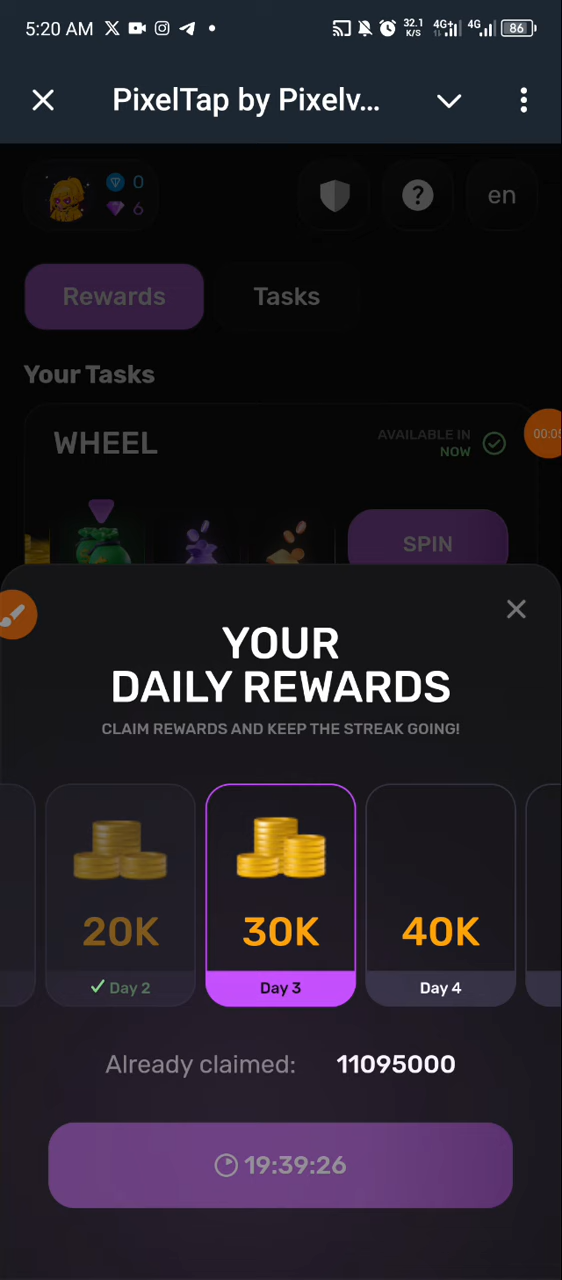 5:20 AM
32.1
K/S
4G+
4G
86
PixelTap by Pixelv...
0
6
en
Rewards
Tasks
Your Tasks
WHEEL
AVAILABLE IN
NOW
SPIN
YOUR
DAILY REWARDS
CLAIM REWARDS AND KEEP THE STREAK GOING!
20K
30K
40K
Day 2
Day 3
Day 4
Already claimed: 11095000
19:39:26